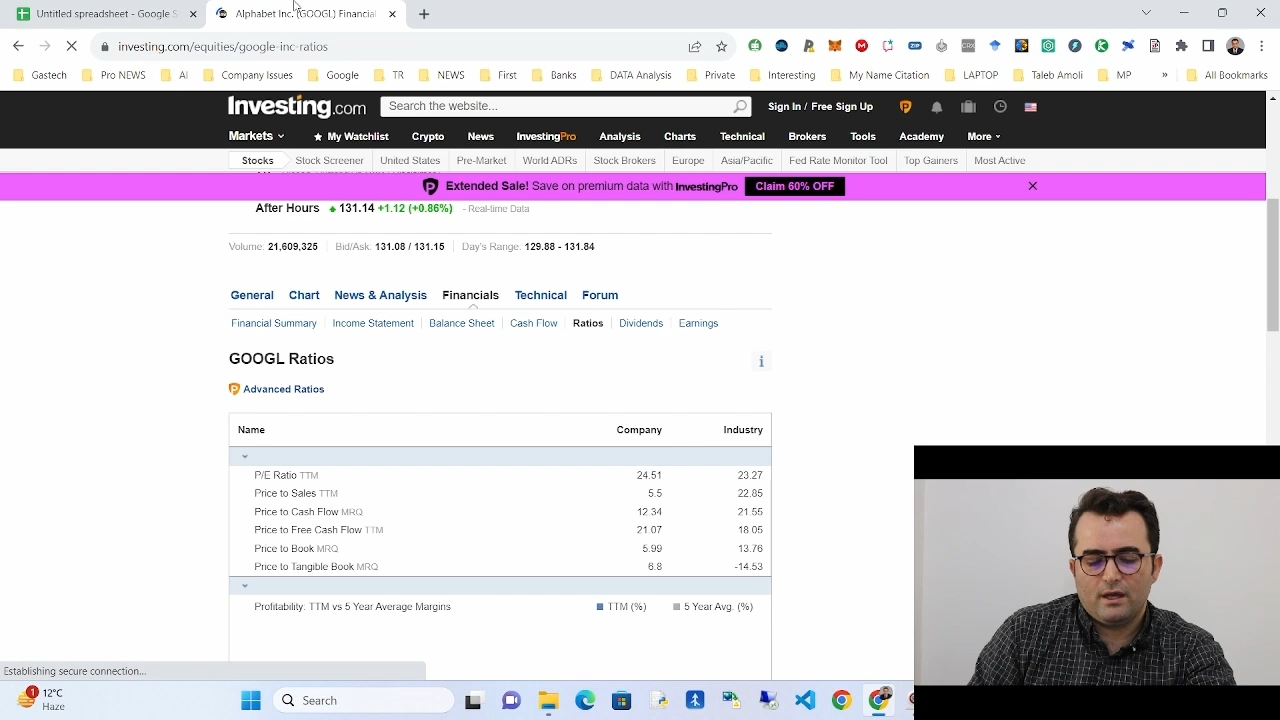 Untitled spreadsheet - Google S
Alphabet Inc (GOOGL) Financial
investing.com/equities/google-inc-ratios
Gastech
Pro NEWS
AI
Company Issues
Google
TR
NEWS
First
Banks
DATA Analysis
Private
Interesting
My Name Citation
LAPTOP
Taleb Amoli
MP
»
All Bookmarks
Investing.com
Search the website...
Sign In / Free Sign Up
Markets
My Watchlist
Crypto
News
InvestingPro
Analysis
Charts
Technical
Brokers
Tools
Academy
More
Stocks
Stock Screener
United States
Pre-Market
World ADRs
Stock Brokers
Europe
Asia/Pacific
Fed Rate Monitor Tool
Top Gainers
Most Active
Extended Sale! Save on premium data with InvestingPro
Claim 60% OFF
After Hours 131.14 +1.12 (+0.86%) - Real-time Data
Volume: 21,609,325
Bid/Ask: 131.08 / 131.15
Day's Range: 129.88 - 131.84
General
Chart
News & Analysis
Financials
Technical
Forum
Financial Summary
Income Statement
Balance Sheet
Cash Flow
Ratios
Dividends
Earnings
GOOGL Ratios
Advanced Ratios
Name Company Industry
P/E Ratio TTM 24.51 23.27
Price to Sales TTM 5.5 22.85
Price to Cash Flow MRQ 12.34 21.55
Price to Free Cash Flow TTM 21.07 18.05
Price to Book MRQ 5.99 13.76
Price to Tangible Book MRQ 6.8 -14.53
Profitability: TTM vs 5 Year Average Margins TTM (%) 5 Year Avg. (%)
Establishing secure connection...
1
12°C
Haze
Search